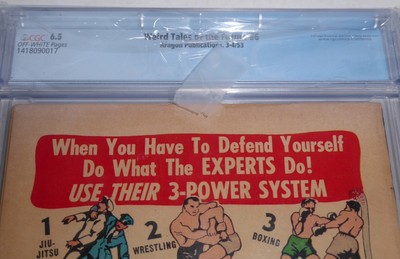 CGC 6.5
OFF-WHITE Pages
1418090017
Weird Tales of the Future #6
Aragon Publications, 3-4/53
When You Have To Defend Yourself
Do What The EXPERTS Do!
USE THEIR 3-POWER SYSTEM
1
JIU-
JITSU
2
WRESTLING
3
BOXING